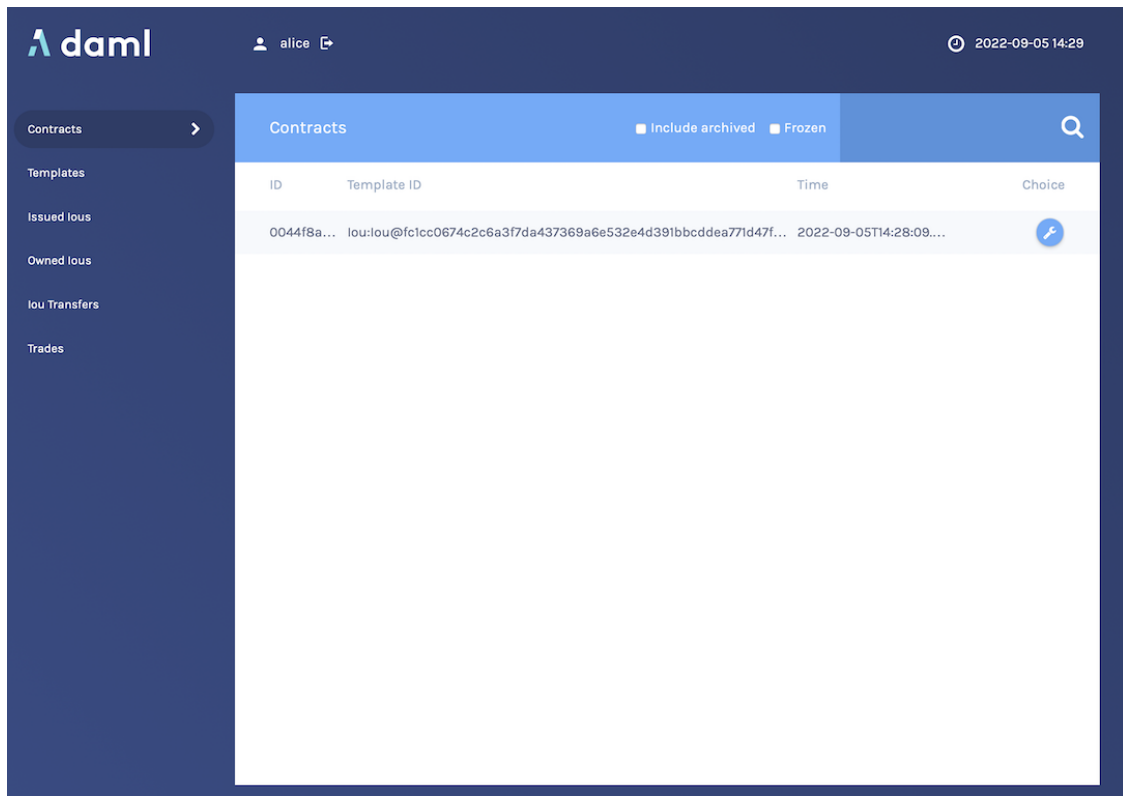 daml
alice
2022-09-05 14:29
Contracts
Templates
Issued Ious
Owned Ious
Iou Transfers
Trades
Contracts
Include archived
Frozen
ID Template ID Time Choice
0044f8a... Iou:Iou@fc1cc0674c2c6a3f7da437369a6e532e4d391bbcddea771d47f... 2022-09-05T14:28:09....